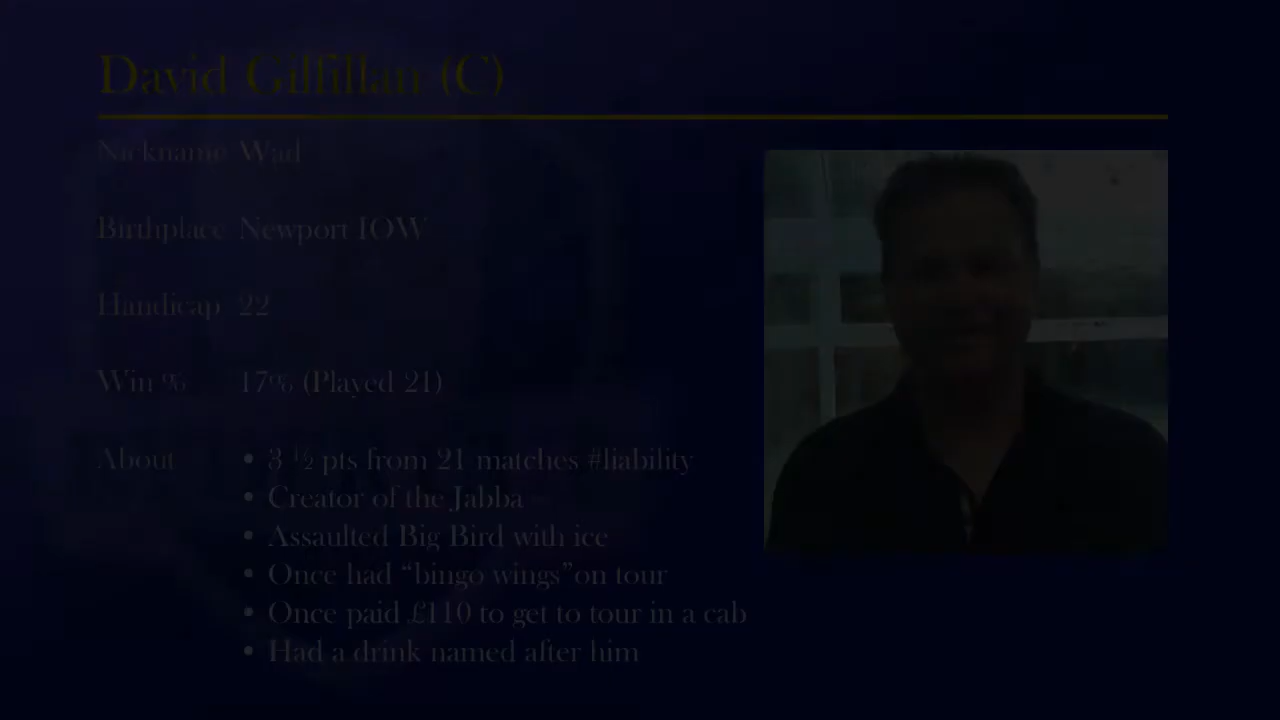 David Gilfillan (C)
Nickname Wad
Birthplace Newport IOW
Handicap 22
Win % 17% (Played 21)
About • 3 ½ pts from 21 matches #liability
• Creator of the Jabba
• Assaulted Big Bird with ice
• Once had “bingo wings”on tour
• Once paid £110 to get to tour in a cab
• Had a drink named after him